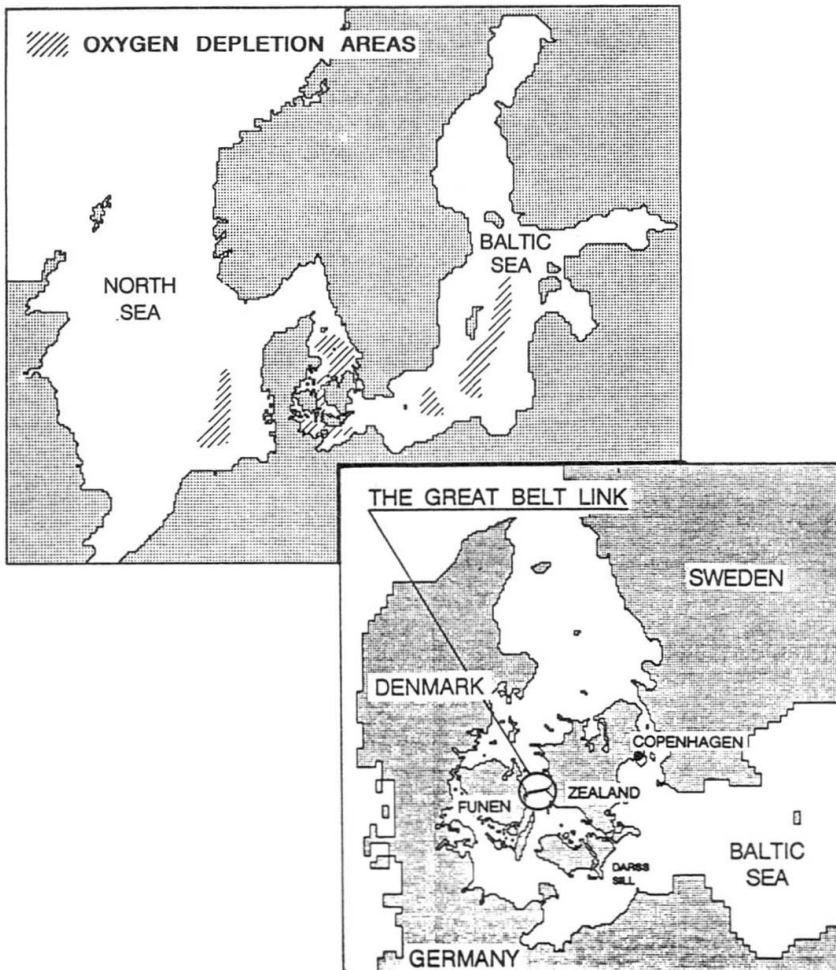 OXYGEN DEPLETION AREAS
NORTH
SEA
BALTIC
SEA
THE GREAT BELT LINK
SWEDEN
DENMARK
COPENHAGEN
FUNEN
ZEALAND
DARSS
SILL
BALTIC
SEA
GERMANY